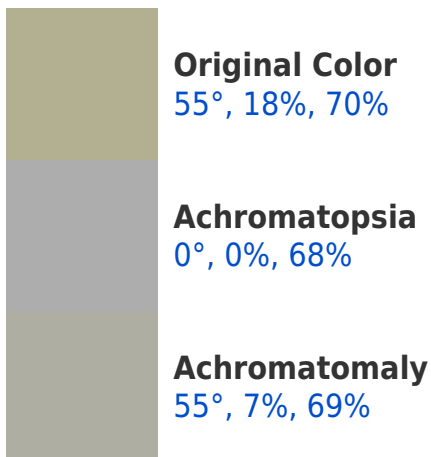 Original Color
55°, 18%, 70%
Achromatopsia
0°, 0%, 68%
Achromatomaly
55°, 7%, 69%